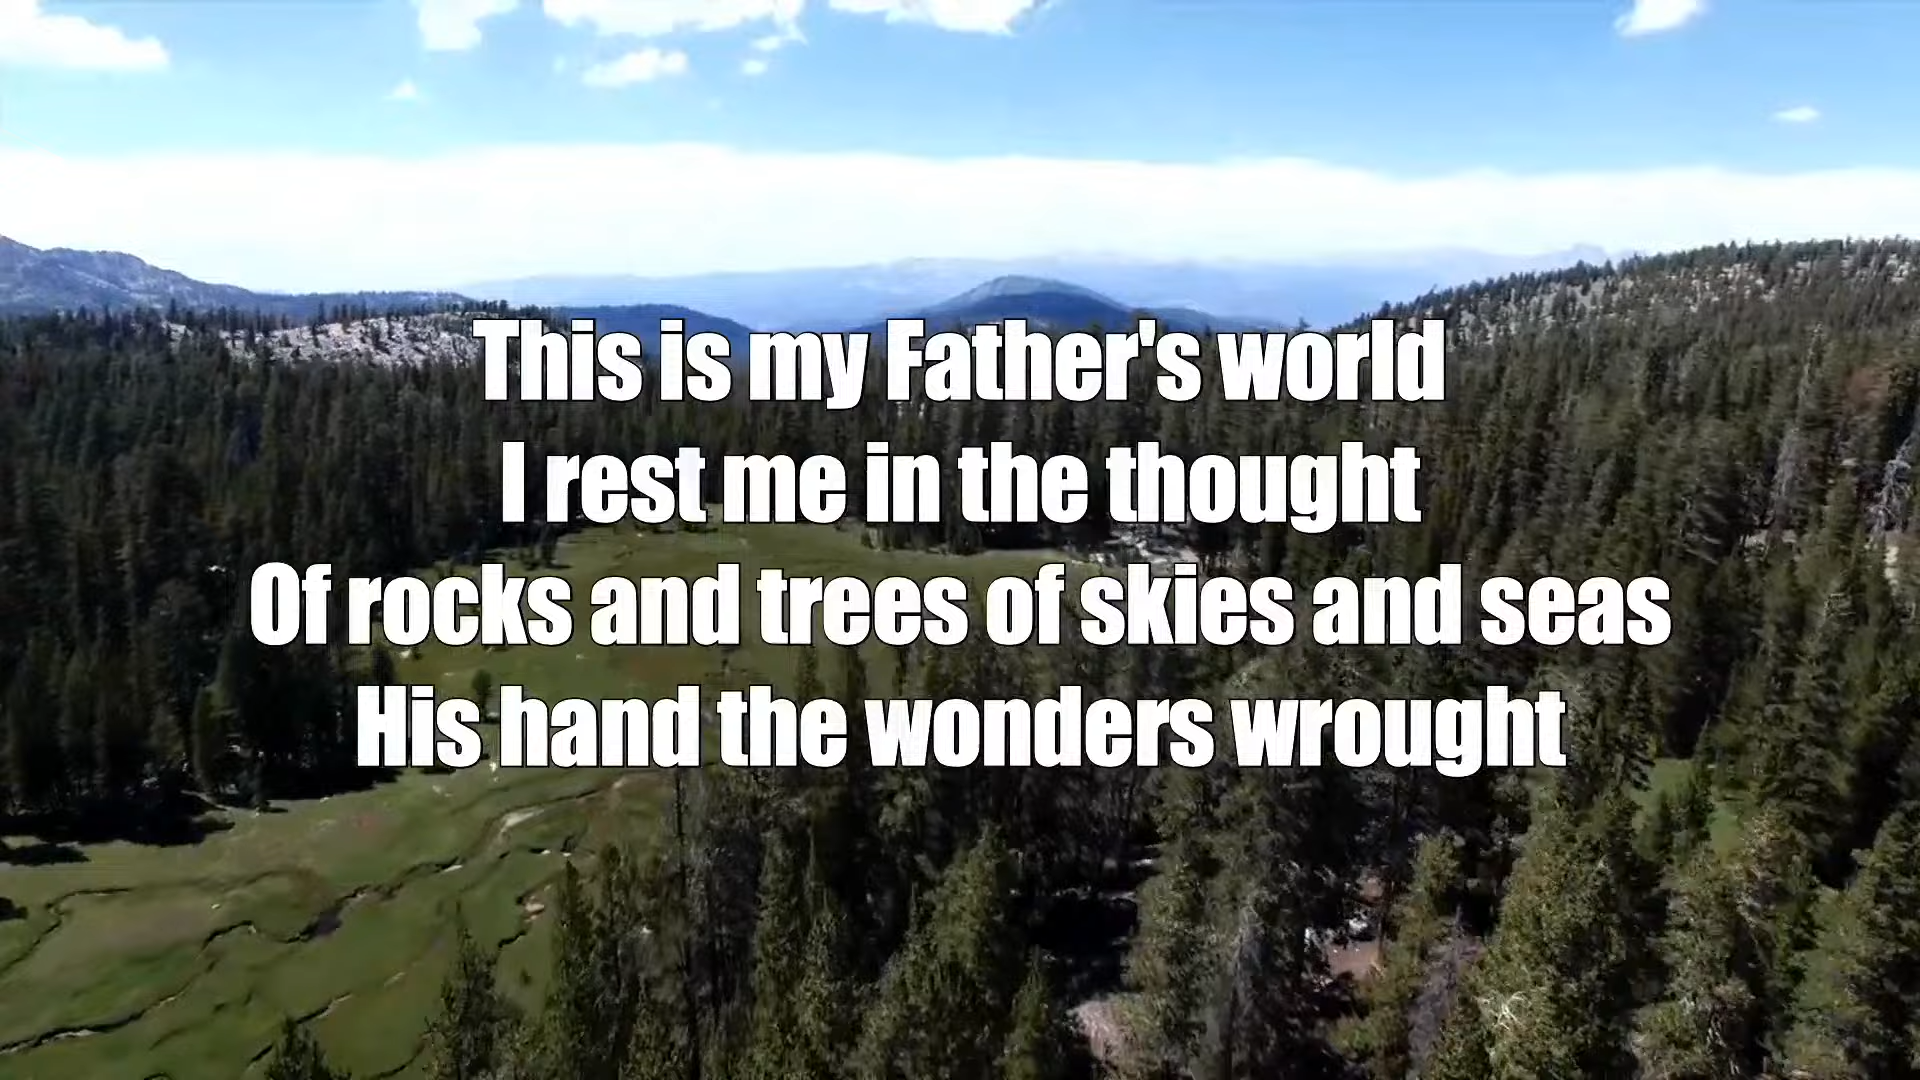 This is my Father's world
I rest me in the thought
Of rocks and trees of skies and seas
His hand the wonders wrought